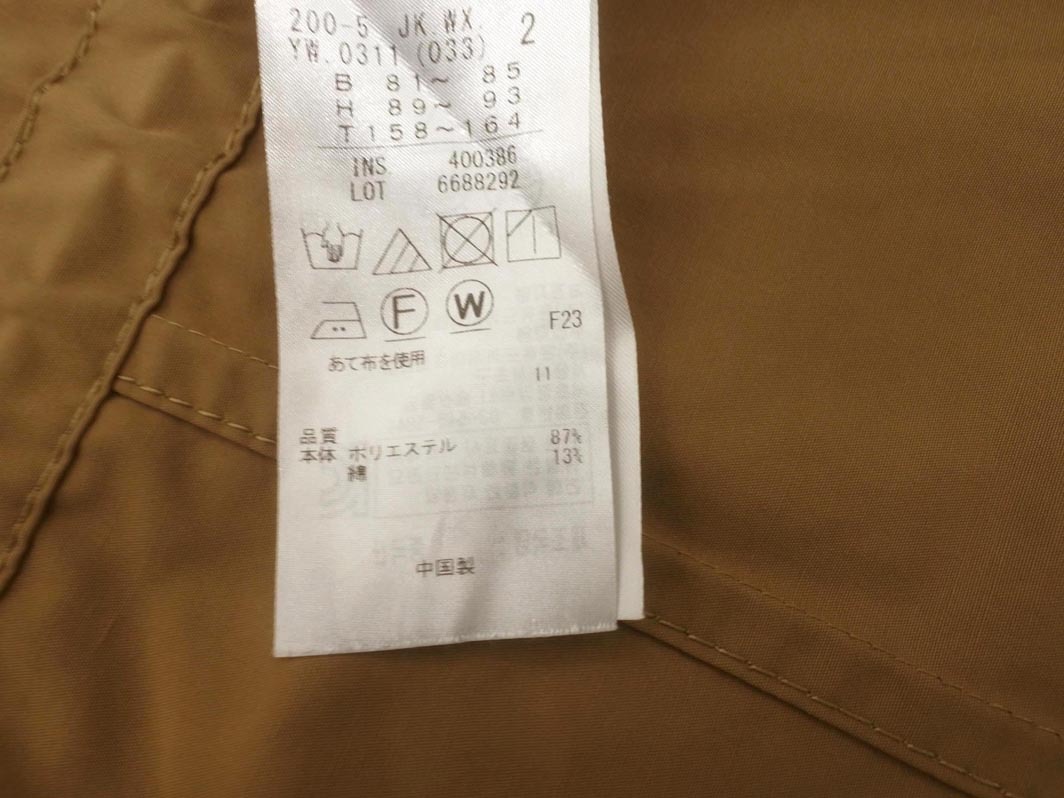 200-5 JK.WX. 2
YW.0311(033)
B 81～ 85
H 89～ 93
T158～164
INS. 400386
LOT 6688292
F W
F23
あて布を使用
11
品質
本体 ポリエステル 87%
綿 13%
中国製